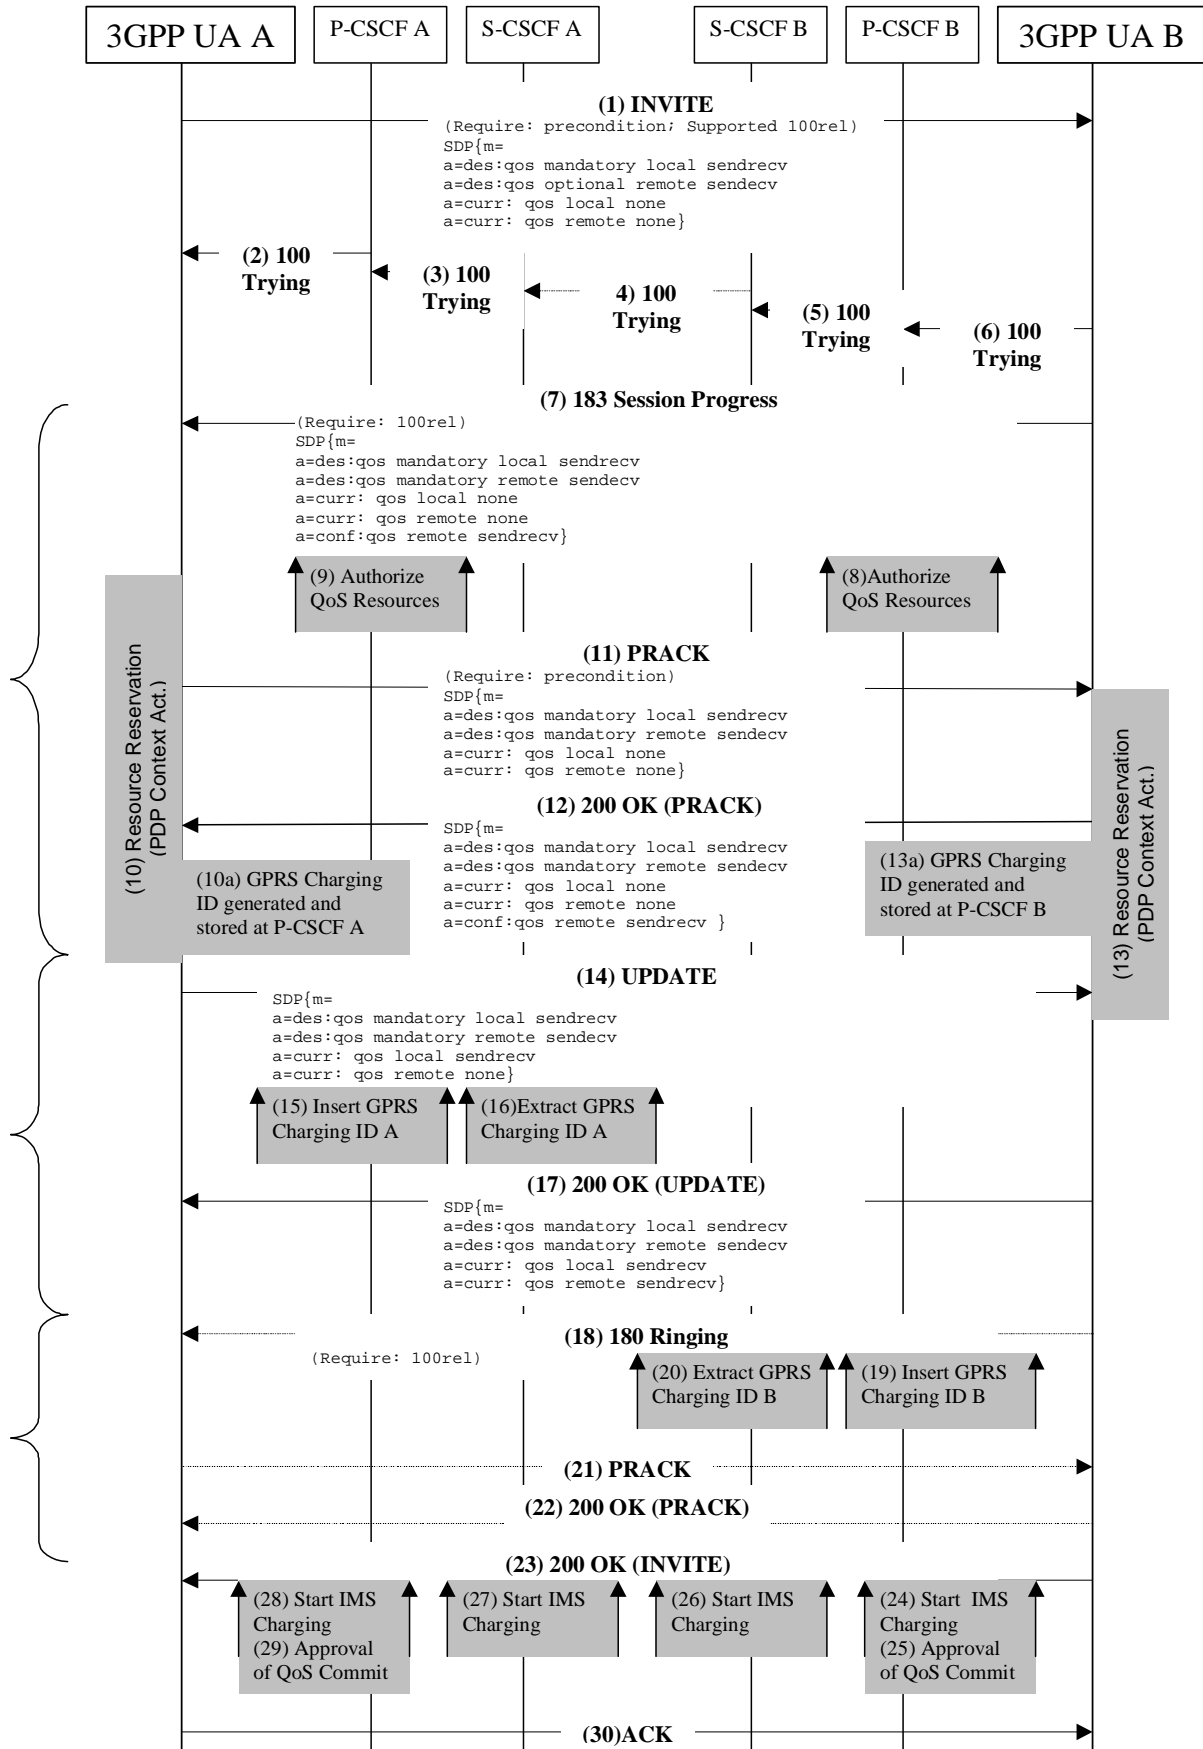 3GPP UA A
P-CSCF A
S-CSCF A
S-CSCF B
P-CSCF B
3GPP UA B
(1) INVITE
(Require: precondition; Supported 100rel)
SDP{m=
a=des:qos mandatory local sendrecv
a=des:qos optional remote sendecv
a=curr: qos local none
a=curr: qos remote none}
(2) 100
Trying
(3) 100
Trying
4) 100
Trying
(5) 100
Trying
(6) 100
Trying
(7) 183 Session Progress
(Require: 100rel)
SDP{m=
a=des:qos mandatory local sendrecv
a=des:qos mandatory remote sendecv
a=curr: qos local none
a=curr: qos remote none
a=conf:qos remote sendrecv}
(9) Authorize
QoS Resources
(8)Authorize
QoS Resources
(10) Resource Reservation
(PDP Context Act.)
(11) PRACK
(Require: precondition)
SDP{m=
a=des:qos mandatory local sendrecv
a=des:qos mandatory remote sendecv
a=curr: qos local none
a=curr: qos remote none}
(13) Resource Reservation
(PDP Context Act.)
(12) 200 OK (PRACK)
SDP{m=
a=des:qos mandatory local sendrecv
a=des:qos mandatory remote sendecv
a=curr: qos local none
a=curr: qos remote none
a=conf:qos remote sendrecv }
(10a) GPRS Charging
ID generated and
stored at P-CSCF A
(13a) GPRS Charging
ID generated and
stored at P-CSCF B
(14) UPDATE
SDP{m=
a=des:qos mandatory local sendrecv
a=des:qos mandatory remote sendecv
a=curr: qos local sendrecv
a=curr: qos remote none}
(15) Insert GPRS
Charging ID A
(16)Extract GPRS
Charging ID A
(17) 200 OK (UPDATE)
SDP{m=
a=des:qos mandatory local sendrecv
a=des:qos mandatory remote sendecv
a=curr: qos local sendrecv
a=curr: qos remote sendrecv}
(18) 180 Ringing
(Require: 100rel)
(20) Extract GPRS
Charging ID B
(19) Insert GPRS
Charging ID B
(21) PRACK
(22) 200 OK (PRACK)
(23) 200 OK (INVITE)
(28) Start IMS
Charging
(29) Approval
of QoS Commit
(27) Start IMS
Charging
(26) Start IMS
Charging
(24) Start IMS
Charging
(25) Approval
of QoS Commit
(30)ACK